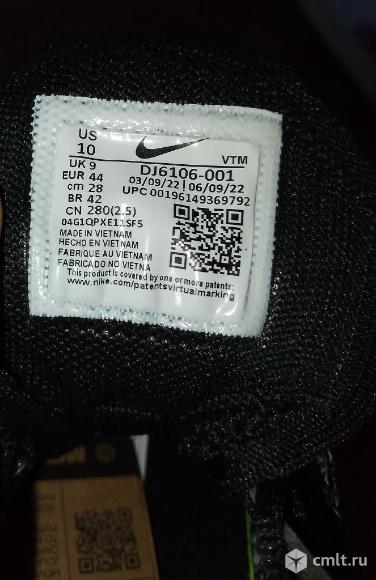 US
10
VTM
UK 9
EUR 44
cm 28
BR 42
CN 280(2.5)
DJ6106-001
03/09/22 | 06/09/22
UPC 00196149369792
04G1QPXE11SF5
MADE IN VIETNAM
HECHO EN VIETNAM
FABRIQUE AU VIETNAM
FABRICADO NO VIETNA
This product is covered by one or more patents:
www.nike.com/patentsvirtualmarking
cmlt.ru